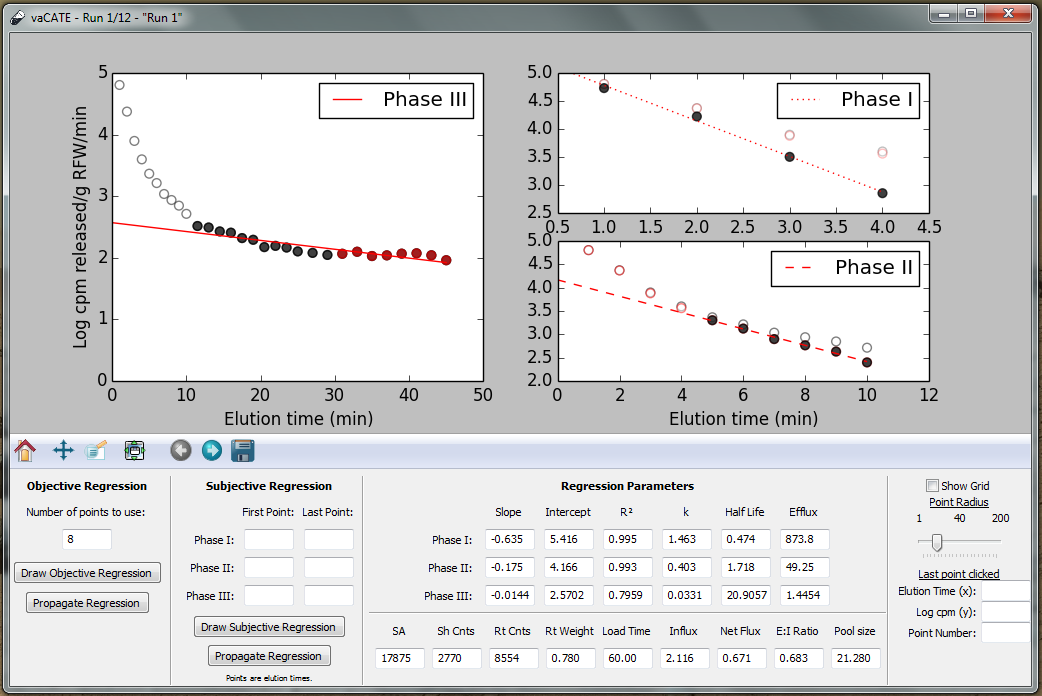 vaCATE - Run 1/12 - "Run 1"
Phase III
5
4
3
2
1
0
Log cpm released/g RFW/min
0 10 20 30 40 50
Elution time (min)
Phase I
5.0
4.5
4.0
3.5
3.0
2.5
0.5 1.0 1.5 2.0 2.5 3.0 3.5 4.0 4.5
Phase II
5.0
4.5
4.0
3.5
3.0
2.5
2.0
0 2 4 6 8 10 12
Elution time (min)
Objective Regression
Number of points to use:
8
Draw Objective Regression
Propagate Regression
Subjective Regression
First Point: Last Point:
Phase I:
Phase II:
Phase III:
Draw Subjective Regression
Propagate Regression
Points are elution times.
Regression Parameters
Slope Intercept R² k Half Life Efflux
Phase I: -0.635 5.416 0.995 1.463 0.474 873.8
Phase II: -0.175 4.166 0.993 0.403 1.718 49.25
Phase III: -0.0144 2.5702 0.7959 0.0331 20.9057 1.4454
SA Sh Cnts Rt Cnts Rt Weight Load Time Influx Net Flux E:I Ratio Pool size
17875 2770 8554 0.780 60.00 2.116 0.671 0.683 21.280
Show Grid
Point Radius
1 40 200
Last point clicked
Elution Time (x):
Log cpm (y):
Point Number: